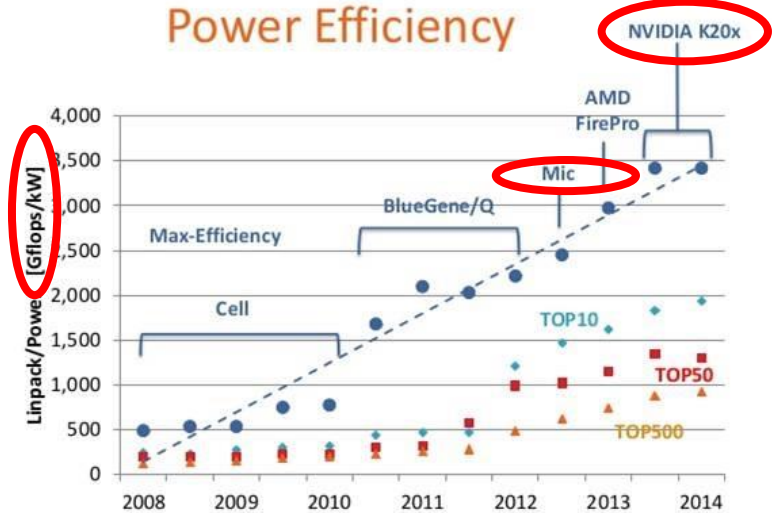 Power Efficiency
NVIDIA K20x
AMD
FirePro
Mic
BlueGene/Q
Max-Efficiency
Cell
TOP10
TOP50
TOP500
Linpack/Power [Gflops/kW]
4,000
3,500
3,000
2,500
2,000
1,500
1,000
500
0
2008 2009 2010 2011 2012 2013 2014